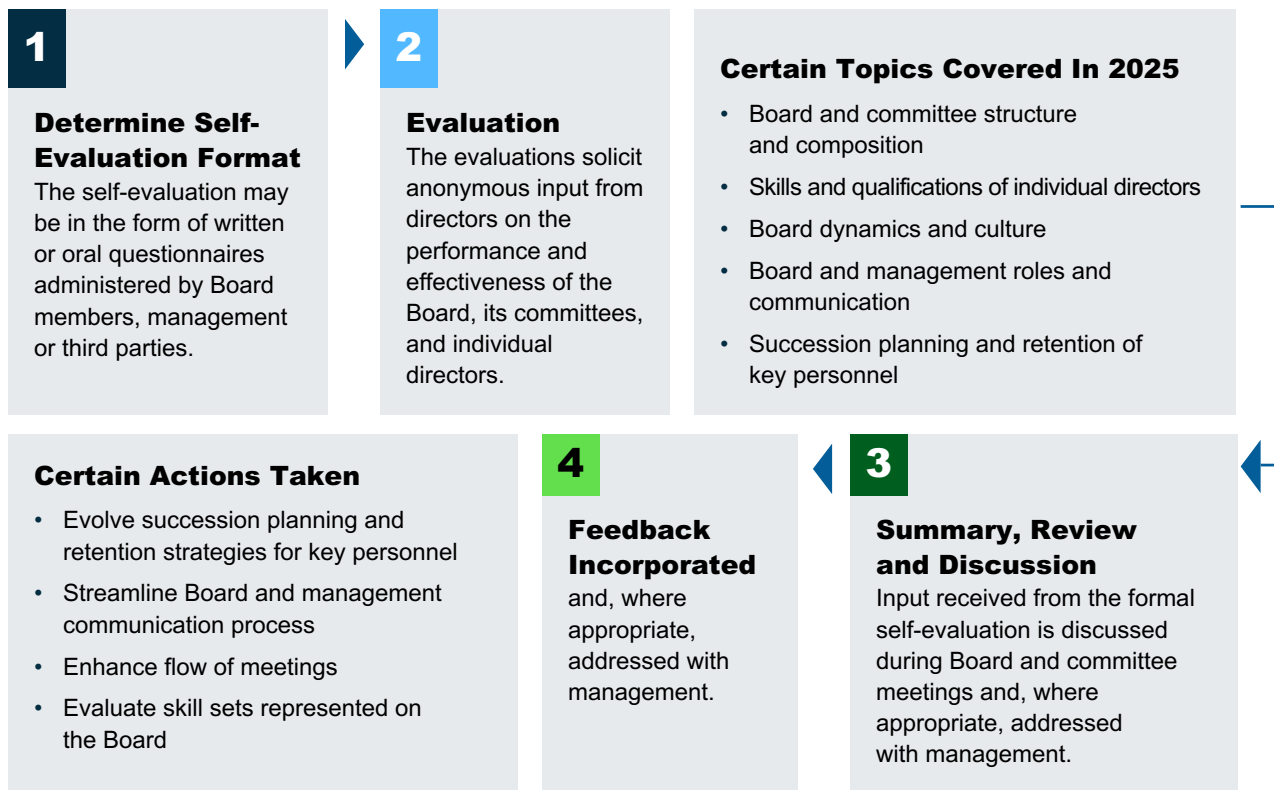 1
Determine Self-
Evaluation Format
The self-evaluation may
be in the form of written
or oral questionnaires
administered by Board
members, management
or third parties.
2
Evaluation
The evaluations solicit
anonymous input from
directors on the
performance and
effectiveness of the
Board, its committees,
and individual
directors.
Certain Topics Covered In 2025
• Board and committee structure
and composition
• Skills and qualifications of individual directors
• Board dynamics and culture
• Board and management roles and
communication
• Succession planning and retention of
key personnel
3
Summary, Review
and Discussion
Input received from the formal
self-evaluation is discussed
during Board and committee
meetings and, where
appropriate, addressed
with management.
4
Feedback
Incorporated
and, where
appropriate,
addressed with
management.
Certain Actions Taken
• Evolve succession planning and
retention strategies for key personnel
• Streamline Board and management
communication process
• Enhance flow of meetings
• Evaluate skill sets represented on
the Board